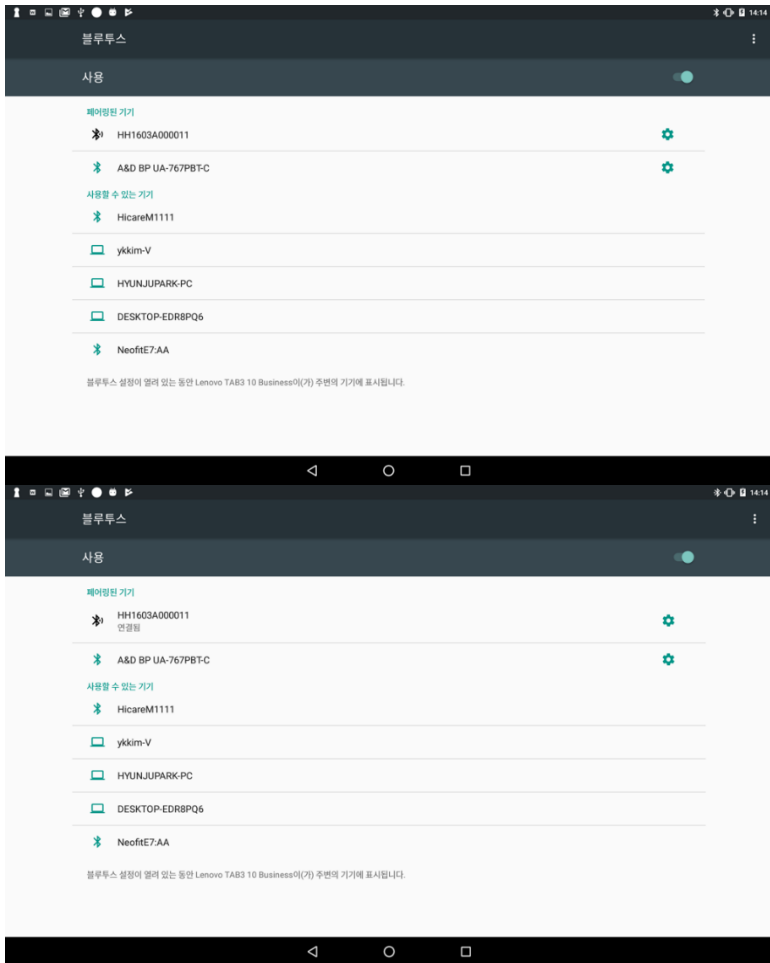 14:14
블루투스
사용
페어링된 기기
HH1603A000011
A&D BP UA-767PBT-C
사용할 수 있는 기기
HicareM1111
ykkim-V
HYUNJUPARK-PC
DESKTOP-EDR8PQ6
NeofitE7:AA
블루투스 설정이 열려 있는 동안 Lenovo TAB3 10 Business이(가) 주변의 기기에 표시됩니다.
14:14
블루투스
사용
페어링된 기기
HH1603A000011
연결됨
A&D BP UA-767PBT-C
사용할 수 있는 기기
HicareM1111
ykkim-V
HYUNJUPARK-PC
DESKTOP-EDR8PQ6
NeofitE7:AA
블루투스 설정이 열려 있는 동안 Lenovo TAB3 10 Business이(가) 주변의 기기에 표시됩니다.